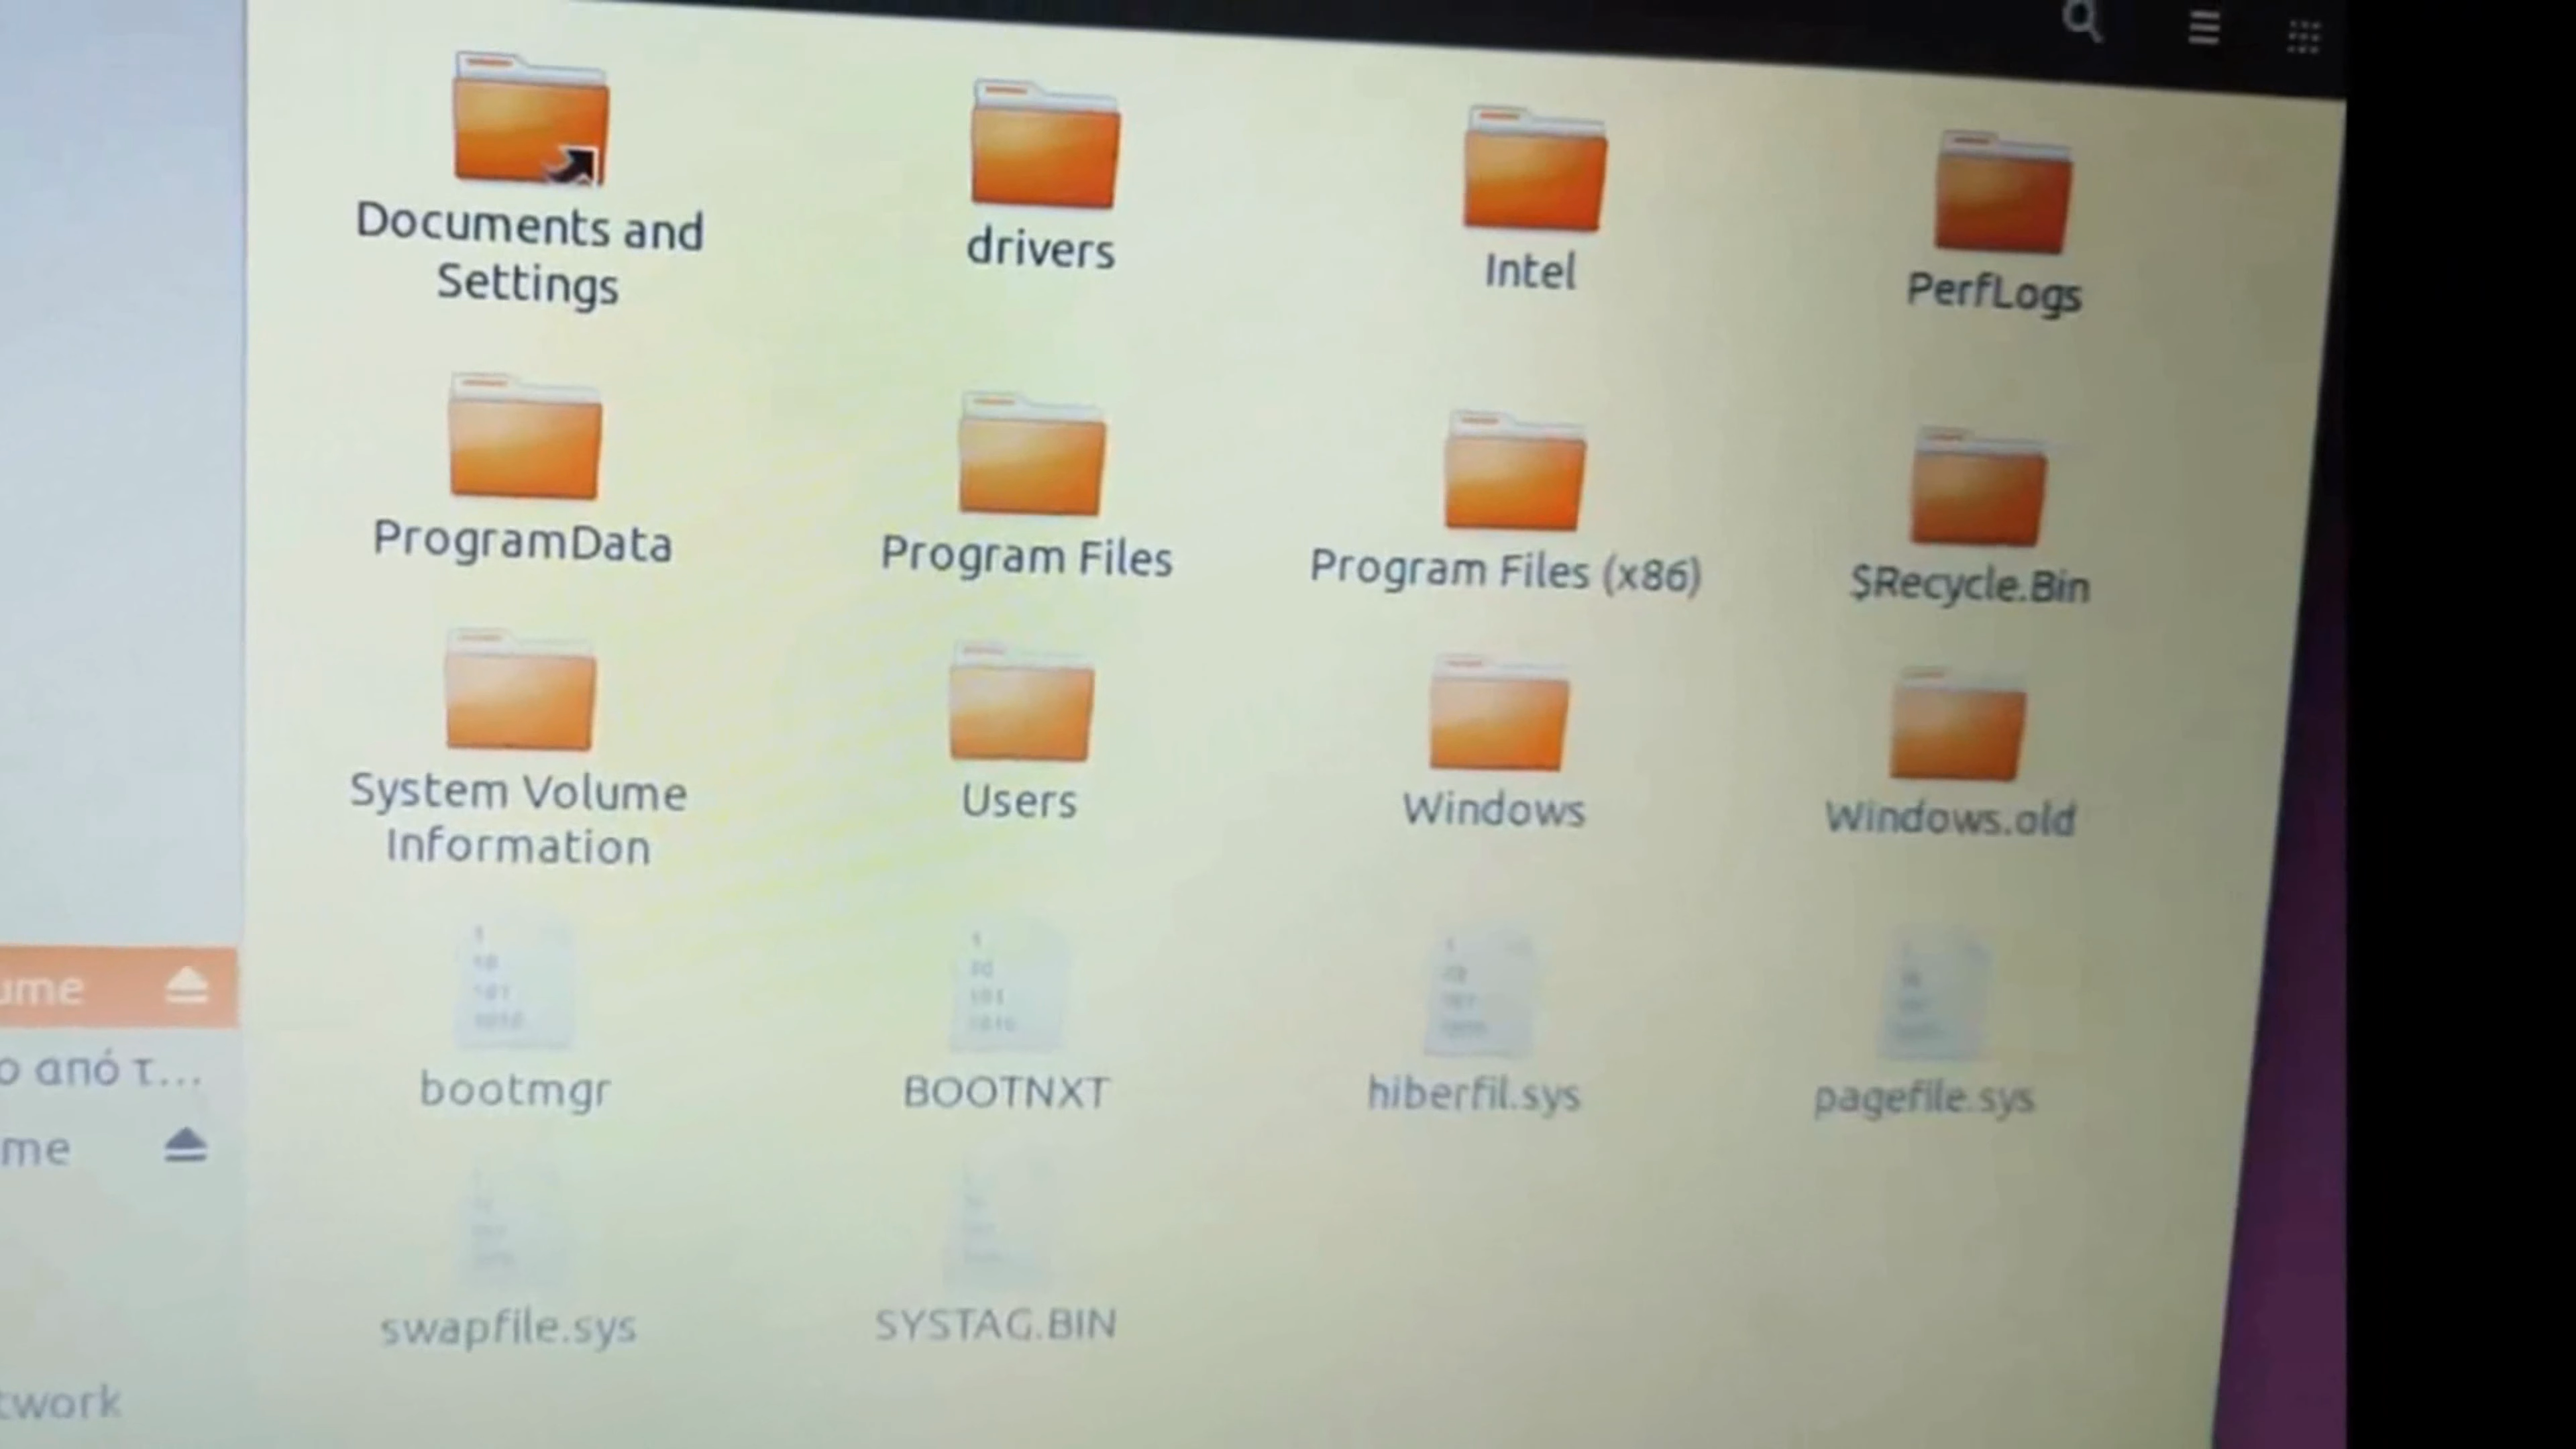 Documents and
Settings
drivers
Intel
PerfLogs
ProgramData
Program Files
Program Files (x86)
$Recycle.Bin
System Volume
Information
Users
Windows
Windows.old
bootmgr
BOOTNXT
hiberfil.sys
pagefile.sys
swapfile.sys
SYSTAG.BIN
ume
ο από τ...
me
twork